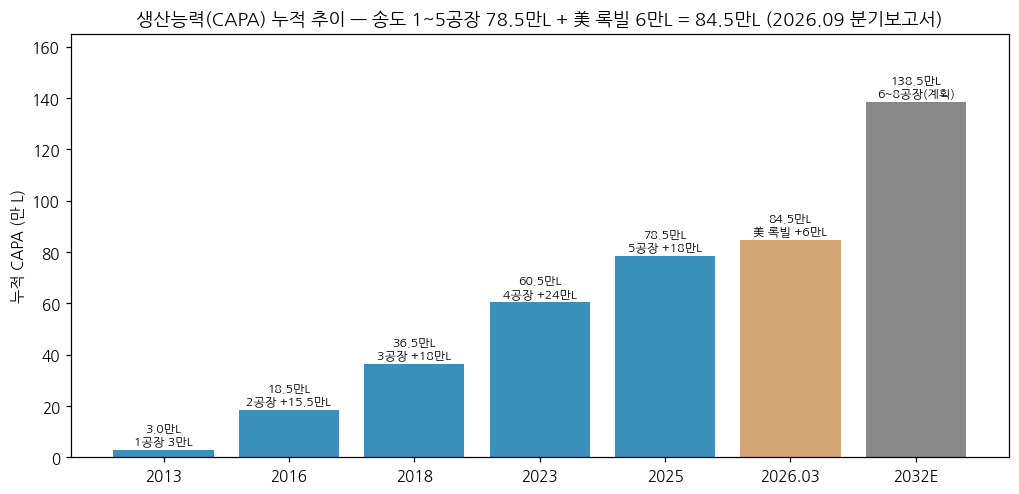 생산능력(CAPA) 누적 추이 — 송도 1~5공장 78.5만L + 美 록빌 6만L = 84.5만L (2026.09 분기보고서)
누적 CAPA (만 L)
160
140
120
100
80
60
40
20
0
3.0만L
1공장 3만L
18.5만L
2공장 +15.5만L
36.5만L
3공장 +18만L
60.5만L
4공장 +24만L
78.5만L
5공장 +18만L
84.5만L
美 록빌 +6만L
138.5만L
6~8공장(계획)
2013
2016
2018
2023
2025
2026.03
2032E